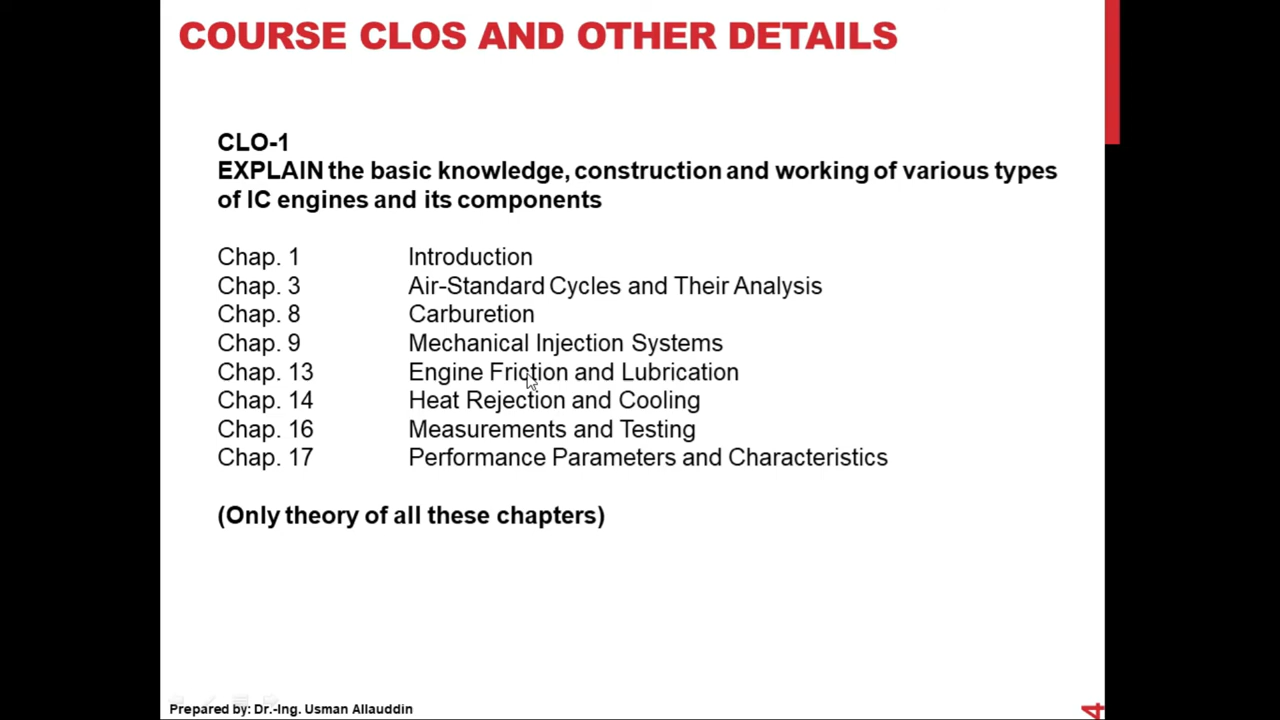 COURSE CLOS AND OTHER DETAILS
CLO-1
EXPLAIN the basic knowledge, construction and working of various types
of IC engines and its components
Chap. 1 Introduction
Chap. 3 Air-Standard Cycles and Their Analysis
Chap. 8 Carburetion
Chap. 9 Mechanical Injection Systems
Chap. 13 Engine Friction and Lubrication
Chap. 14 Heat Rejection and Cooling
Chap. 16 Measurements and Testing
Chap. 17 Performance Parameters and Characteristics
(Only theory of all these chapters)
Prepared by: Dr.-Ing. Usman Allauddin
4